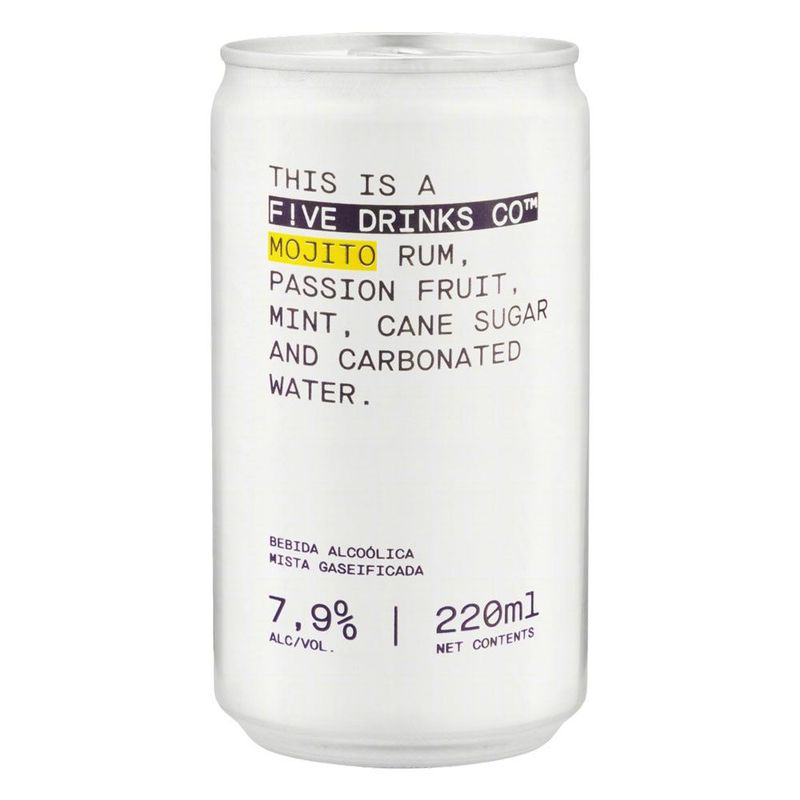 THIS IS A
F!VE DRINKS CO™
MOJITO RUM,
PASSION FRUIT,
MINT, CANE SUGAR
AND CARBONATED
WATER.
BEBIDA ALCOÓLICA
MISTA GASEIFICADA
7,9% | 220ml
ALC/VOL. NET CONTENTS